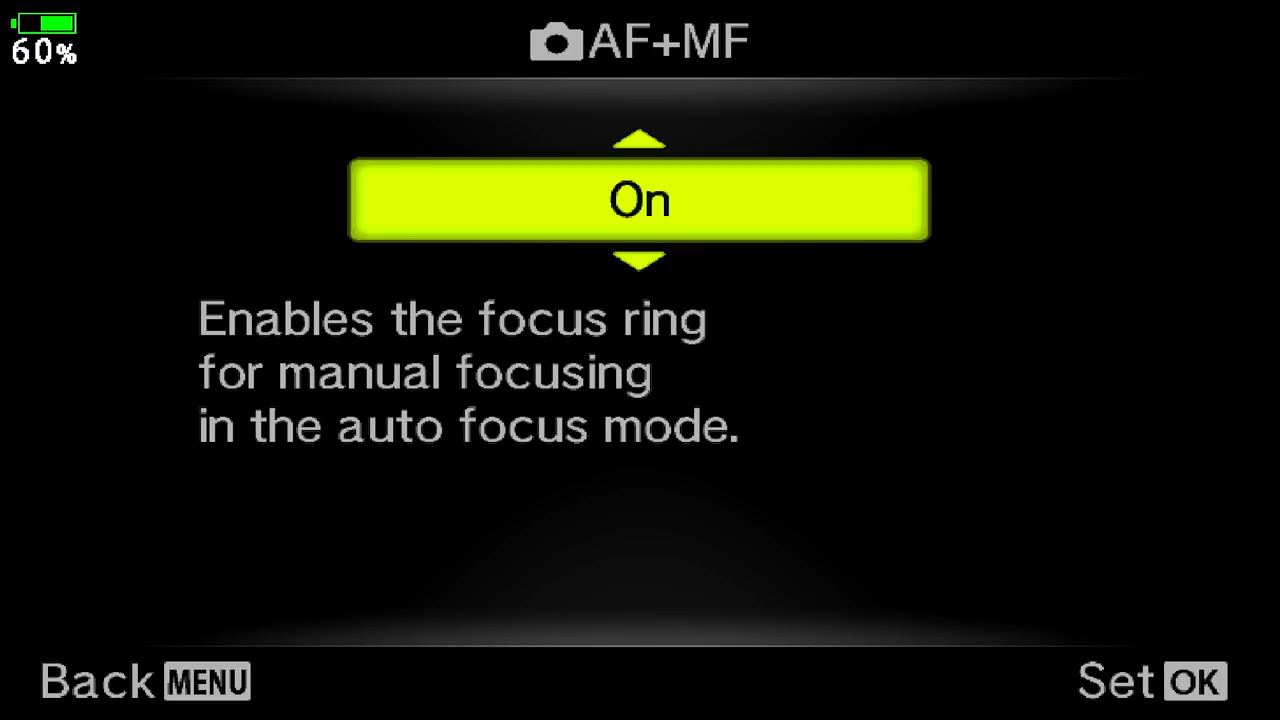 60%
AF+MF
On
Enables the focus ring
for manual focusing
in the auto focus mode.
Back MENU
Set OK